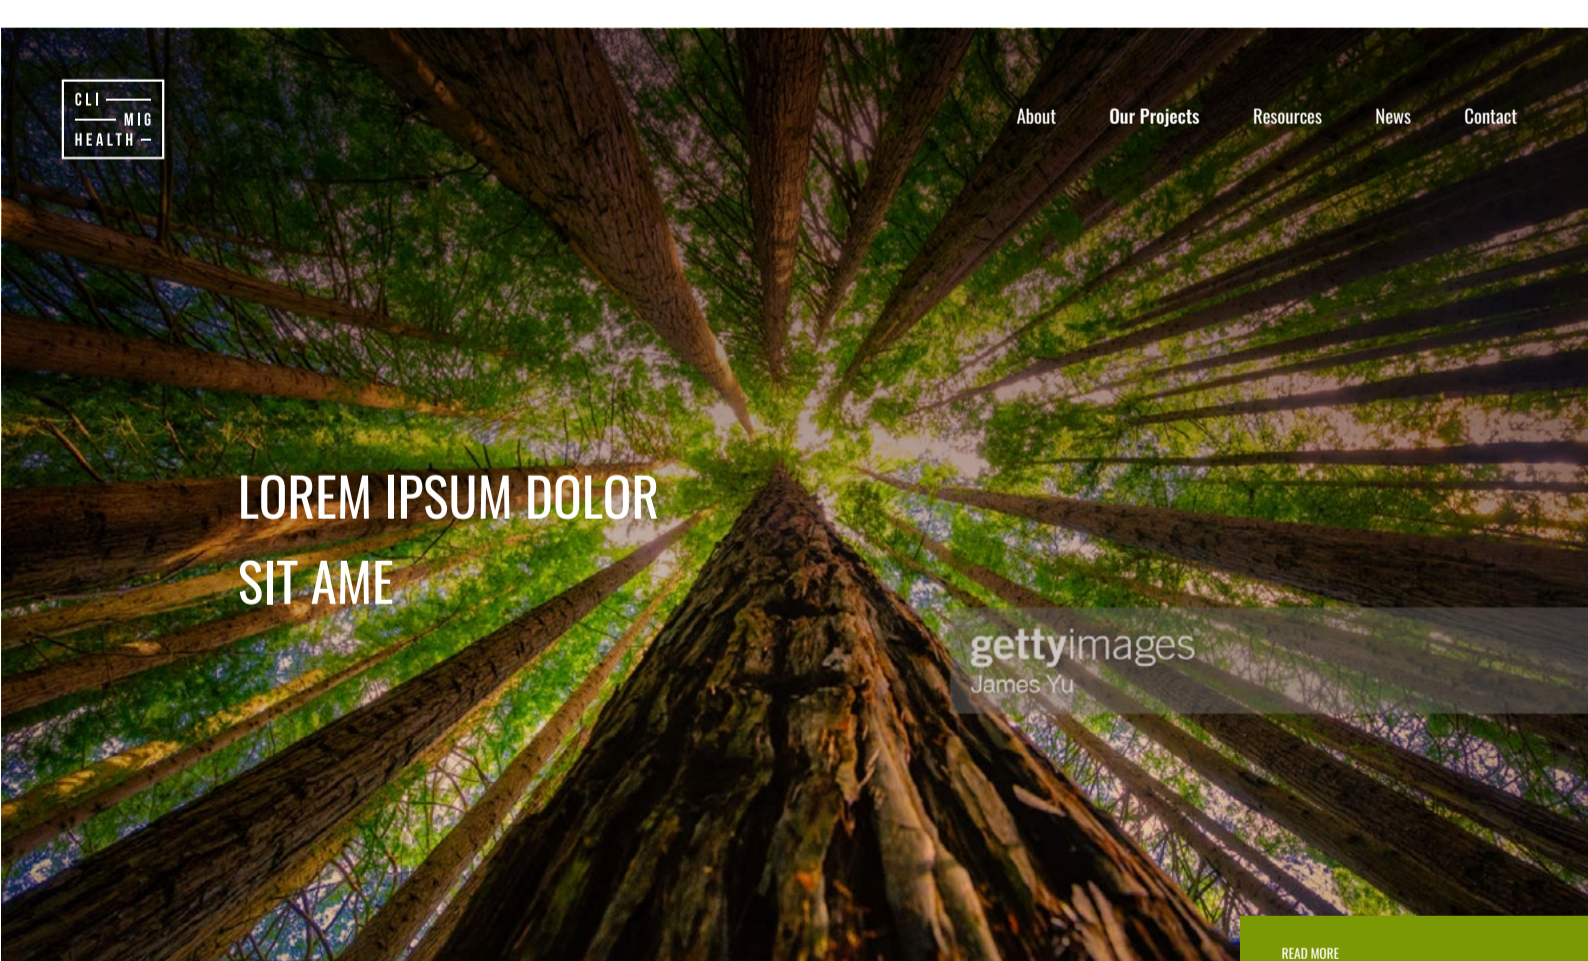 CLI
MIG
HEALTH
About Our Projects Resources News Contact
LOREM IPSUM DOLOR
SIT AME
gettyimages
James Yu
READ MORE